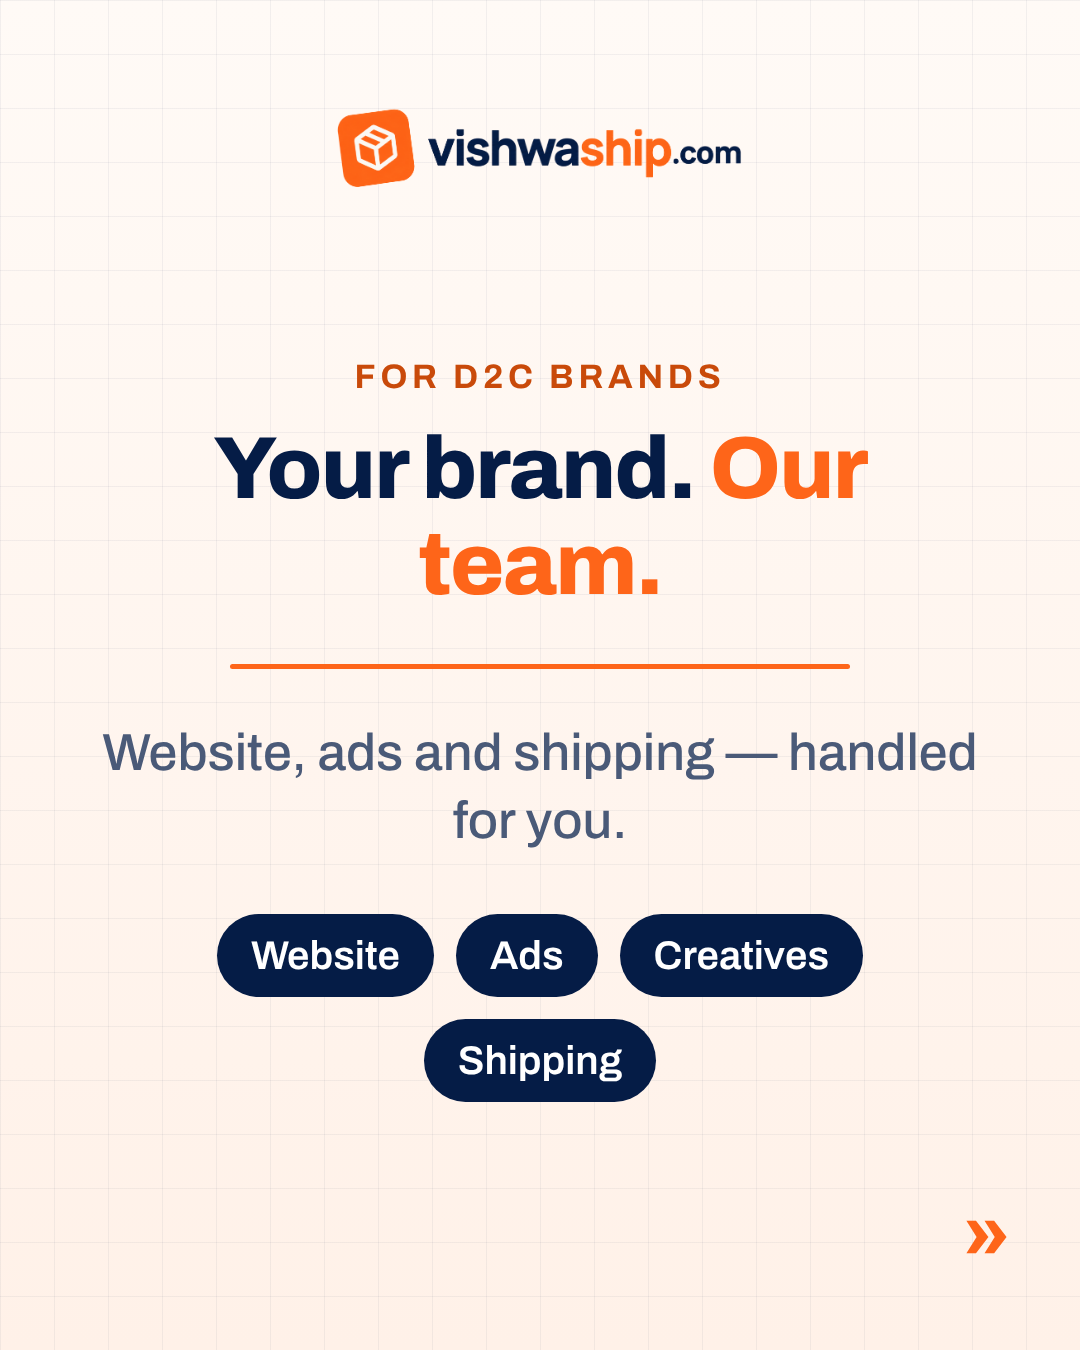 vishwaship.com
FOR D2C BRANDS
Your brand. Our
team.
Website, ads and shipping — handled
for you.
Website Ads Creatives
Shipping
»